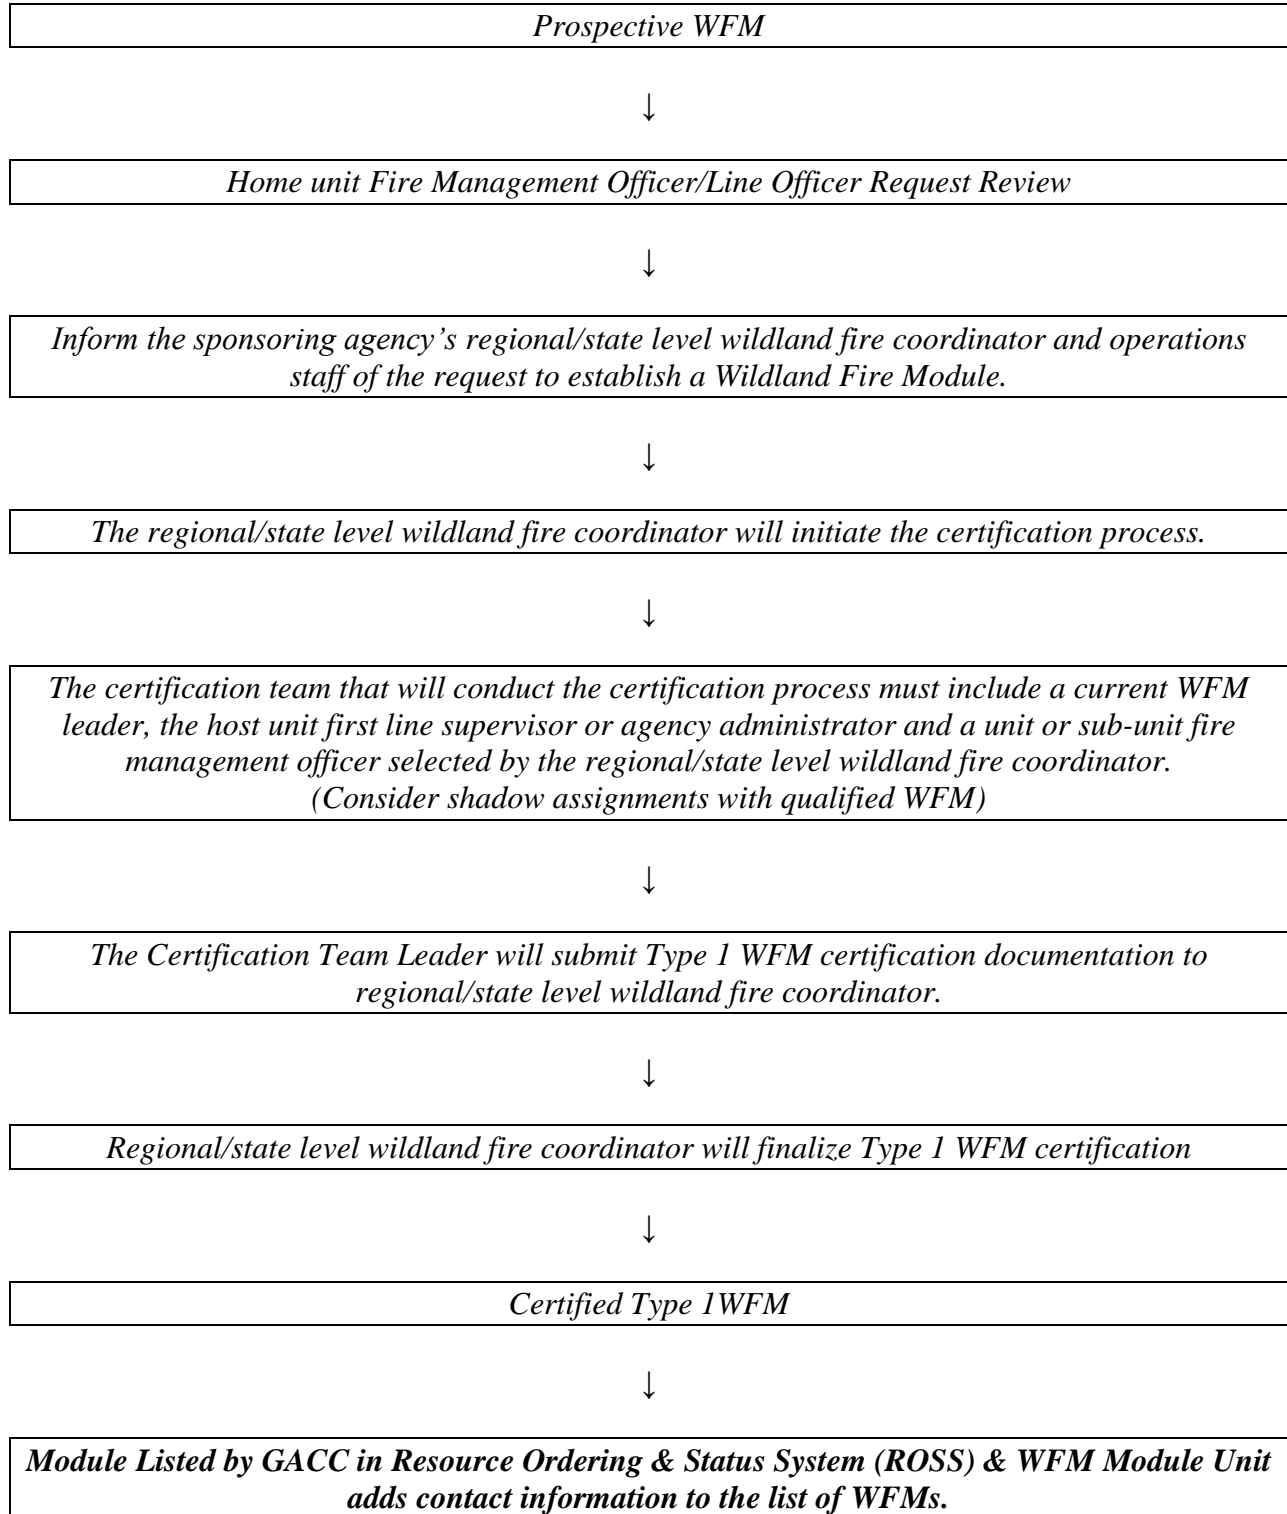 Prospective WFM
↓
Home unit Fire Management Officer/Line Officer Request Review
↓
Inform the sponsoring agency’s regional/state level wildland fire coordinator and operations
staff of the request to establish a Wildland Fire Module.
↓
The regional/state level wildland fire coordinator will initiate the certification process.
↓
The certification team that will conduct the certification process must include a current WFM
leader, the host unit first line supervisor or agency administrator and a unit or sub-unit fire
management officer selected by the regional/state level wildland fire coordinator.
(Consider shadow assignments with qualified WFM)
↓
The Certification Team Leader will submit Type 1 WFM certification documentation to
regional/state level wildland fire coordinator.
↓
Regional/state level wildland fire coordinator will finalize Type 1 WFM certification
↓
Certified Type 1WFM
↓
Module Listed by GACC in Resource Ordering & Status System (ROSS) & WFM Module Unit
adds contact information to the list of WFMs.